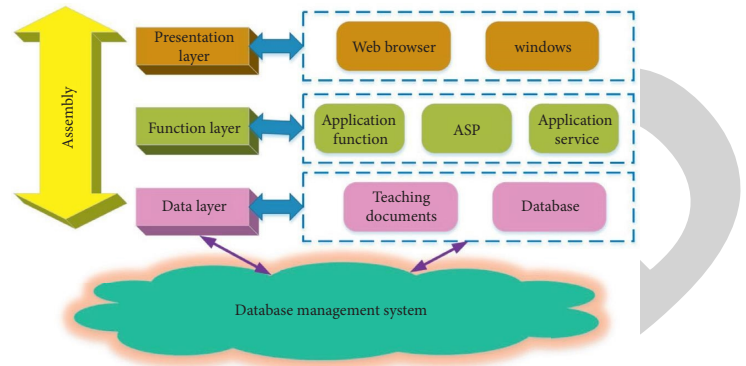 Assembly
Presentation
layer
Web browser
windows
Function layer
Application
function
ASP
Application
service
Data layer
Teaching
documents
Database
Database management system